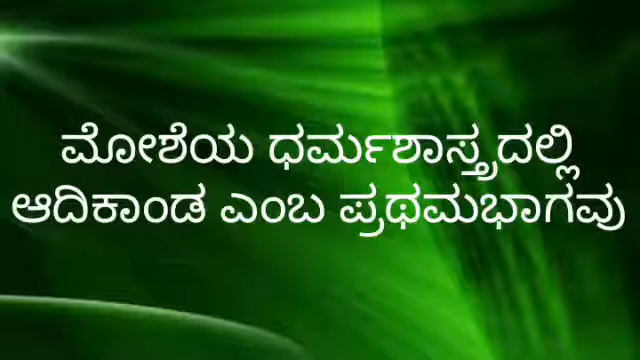 ಮೋಶೆಯ ಧರ್ಮಶಾಸ್ತ್ರದಲ್ಲಿ
ಆದಿಕಾಂಡ ಎಂಬ ಪ್ರಥಮಭಾಗವು